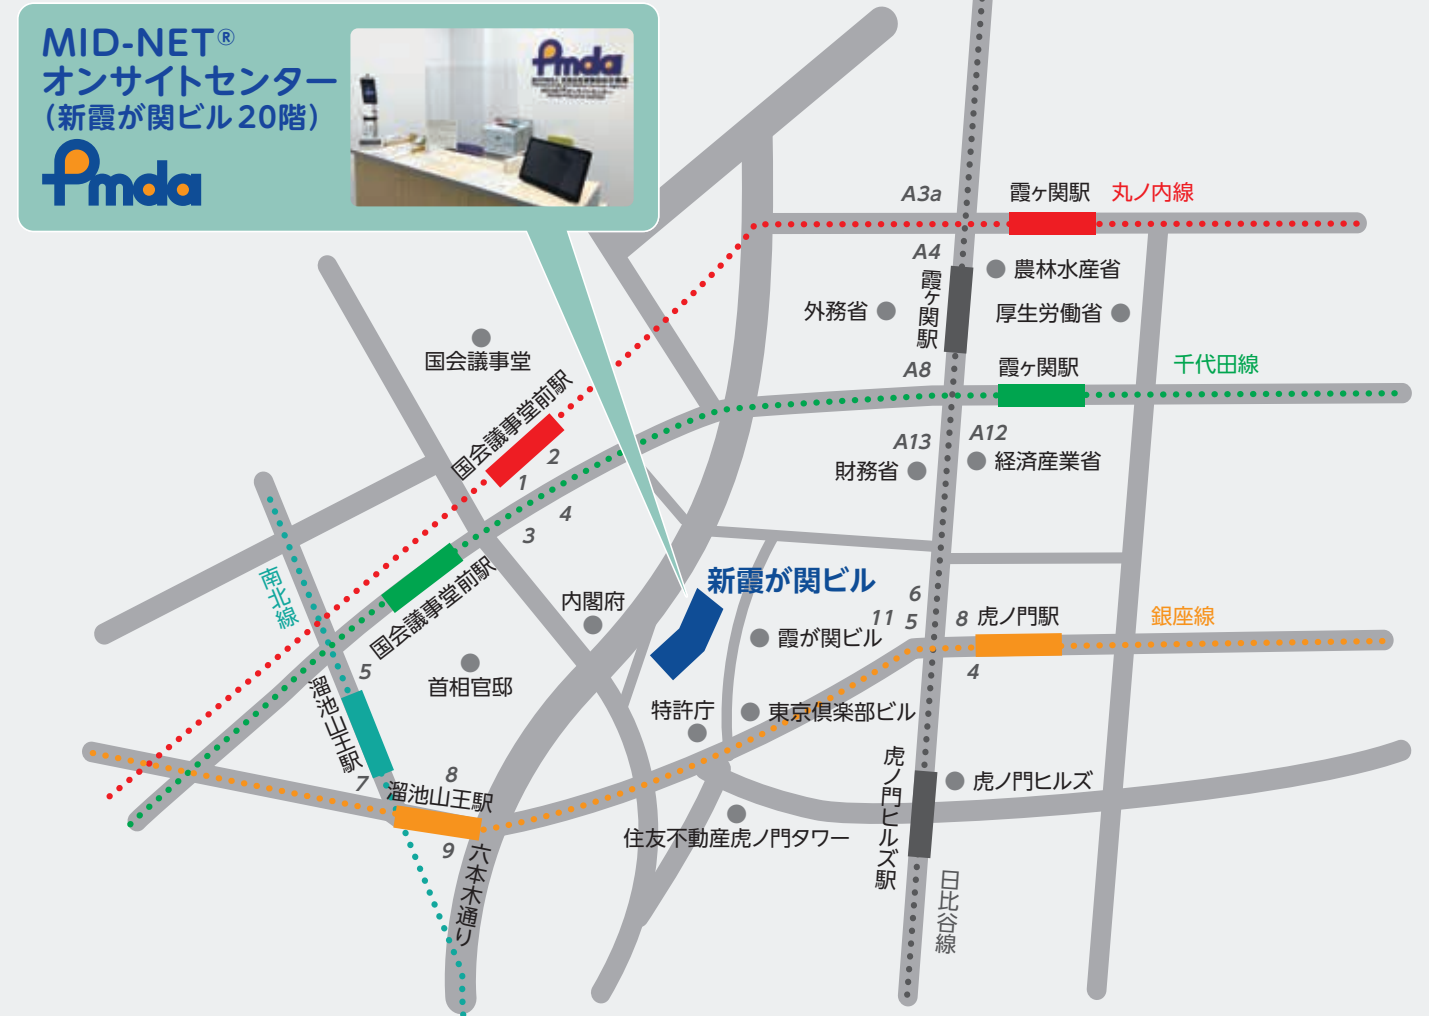 MID-NET®
オンサイトセンター
(新霞が関ビル20階)
Pmda
Pmda
A3a
霞ヶ関駅
丸ノ内線
A4
霞ヶ関駅
農林水産省
外務省
厚生労働省
国会議事堂
A8
霞ヶ関駅
千代田線
国会議事堂前駅
2
1
A13
A12
財務省
経済産業省
4
3
南北線
国会議事堂前駅
新霞が関ビル
内閣府
6
11
5
8
虎ノ門駅
銀座線
霞が関ビル
4
5
首相官邸
溜池山王駅
特許庁
東京倶楽部ビル
虎ノ門ヒルズ駅
虎ノ門ヒルズ
8
7
溜池山王駅
9
住友不動産虎ノ門タワー
六本木通り
日比谷線